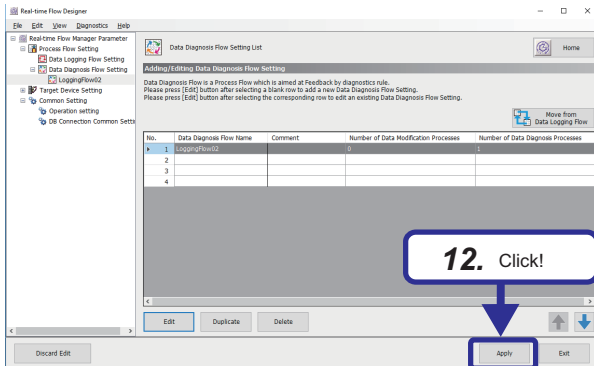 Real-time Flow Designer
File Edit View Diagnostics Help
Real-time Flow Manager Parameter
Process Flow Setting
Data Logging Flow Setting
Data Diagnosis Flow Setting
LoggingFlow02
Target Device Setting
Common Setting
Operation setting
DB Connection Common Setti
Data Diagnosis Flow Setting List
Home
Adding/Editing Data Diagnosis Flow Setting
Data Diagnosis Flow is a Process Flow which is aimed at Feedback by diagnostics rule.
Please press [Edit] button after selecting a blank row to add a new Data Diagnosis Flow Setting.
Please press [Edit] button after selecting the corresponding row to edit an existing Data Diagnosis Flow Setting.
Move from
Data Logging Flow
No. Data Diagnosis Flow Name Comment Number of Data Modification Processes Number of Data Diagnosis Processes
1 LoggingFlow02 0 1
2
3
4
12. Click!
Edit Duplicate Delete
Discard Edit Apply Exit